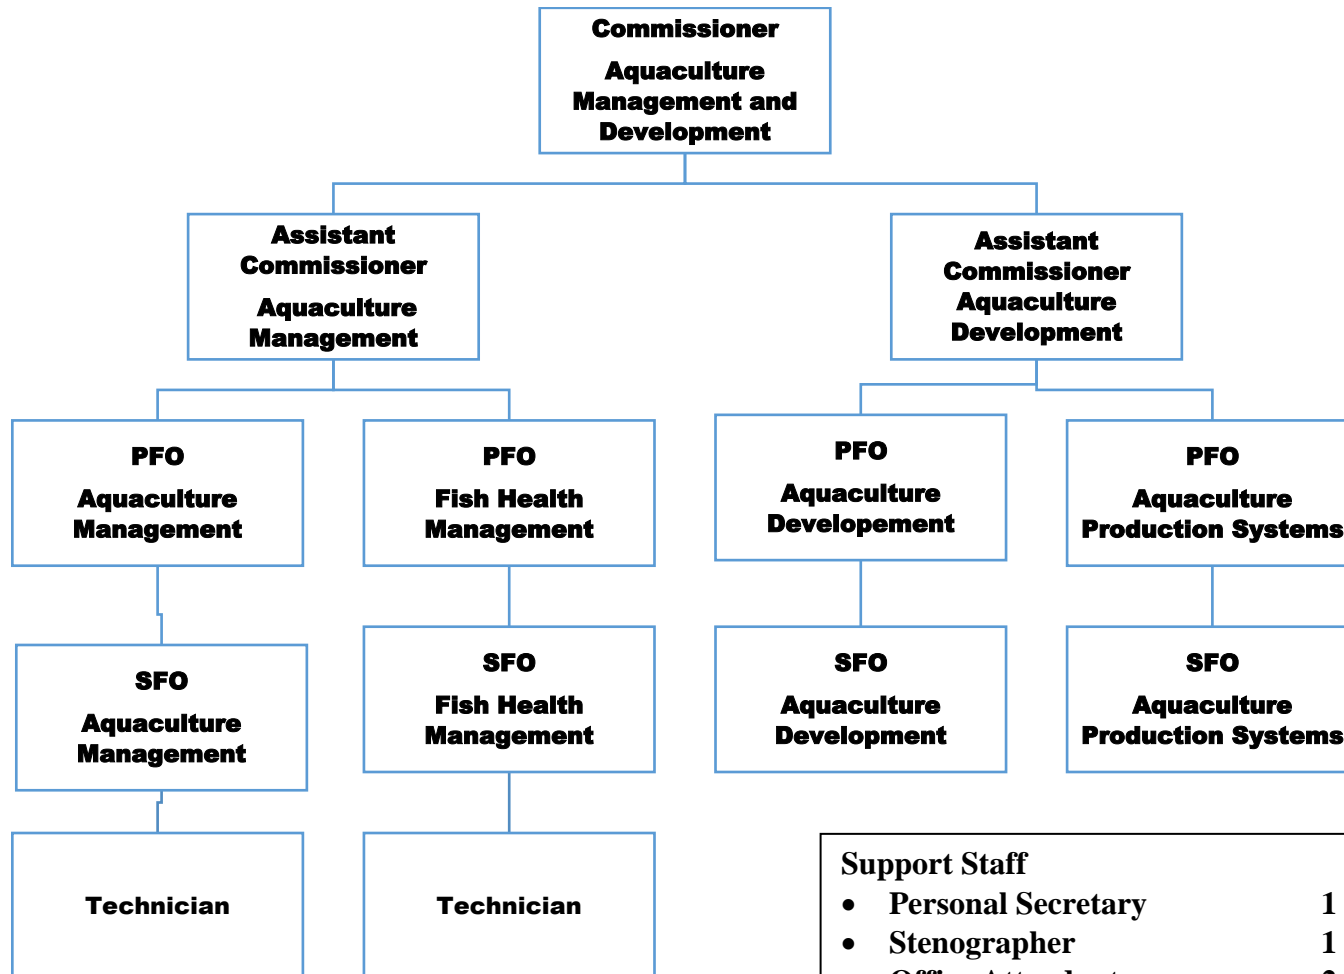 Commissioner
Aquaculture
Management and
Development
Assistant
Commissioner
Aquaculture
Management
Assistant
Commissioner
Aquaculture
Development
PFO
Aquaculture
Management
PFO
Fish Health
Management
PFO
Aquaculture
Developement
PFO
Aquaculture
Production Systems
SFO
Aquaculture
Management
SFO
Fish Health
Management
SFO
Aquaculture
Development
SFO
Aquaculture
Production Systems
Technician
Technician
Support Staff
• Personal Secretary 1
• Stenographer 1